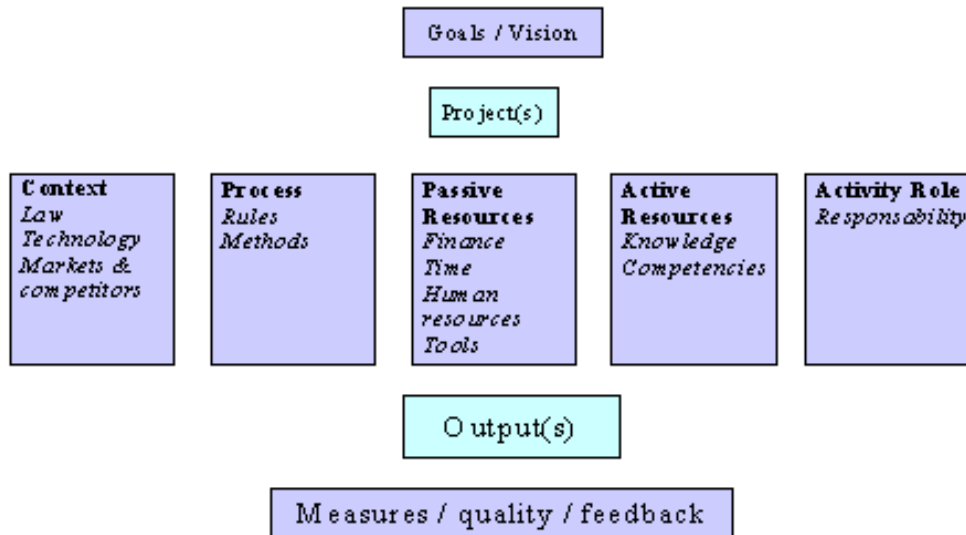 Goals / Vision
Project(s)
Context
Law
Technology
Markets &
competitors
Process
Rules
Methods
Passive
Resources
Finance
Time
Human
resources
Tools
Active
Resources
Knowledge
Competencies
Activity Role
Responsability
Output(s)
Measures / quality / feedback